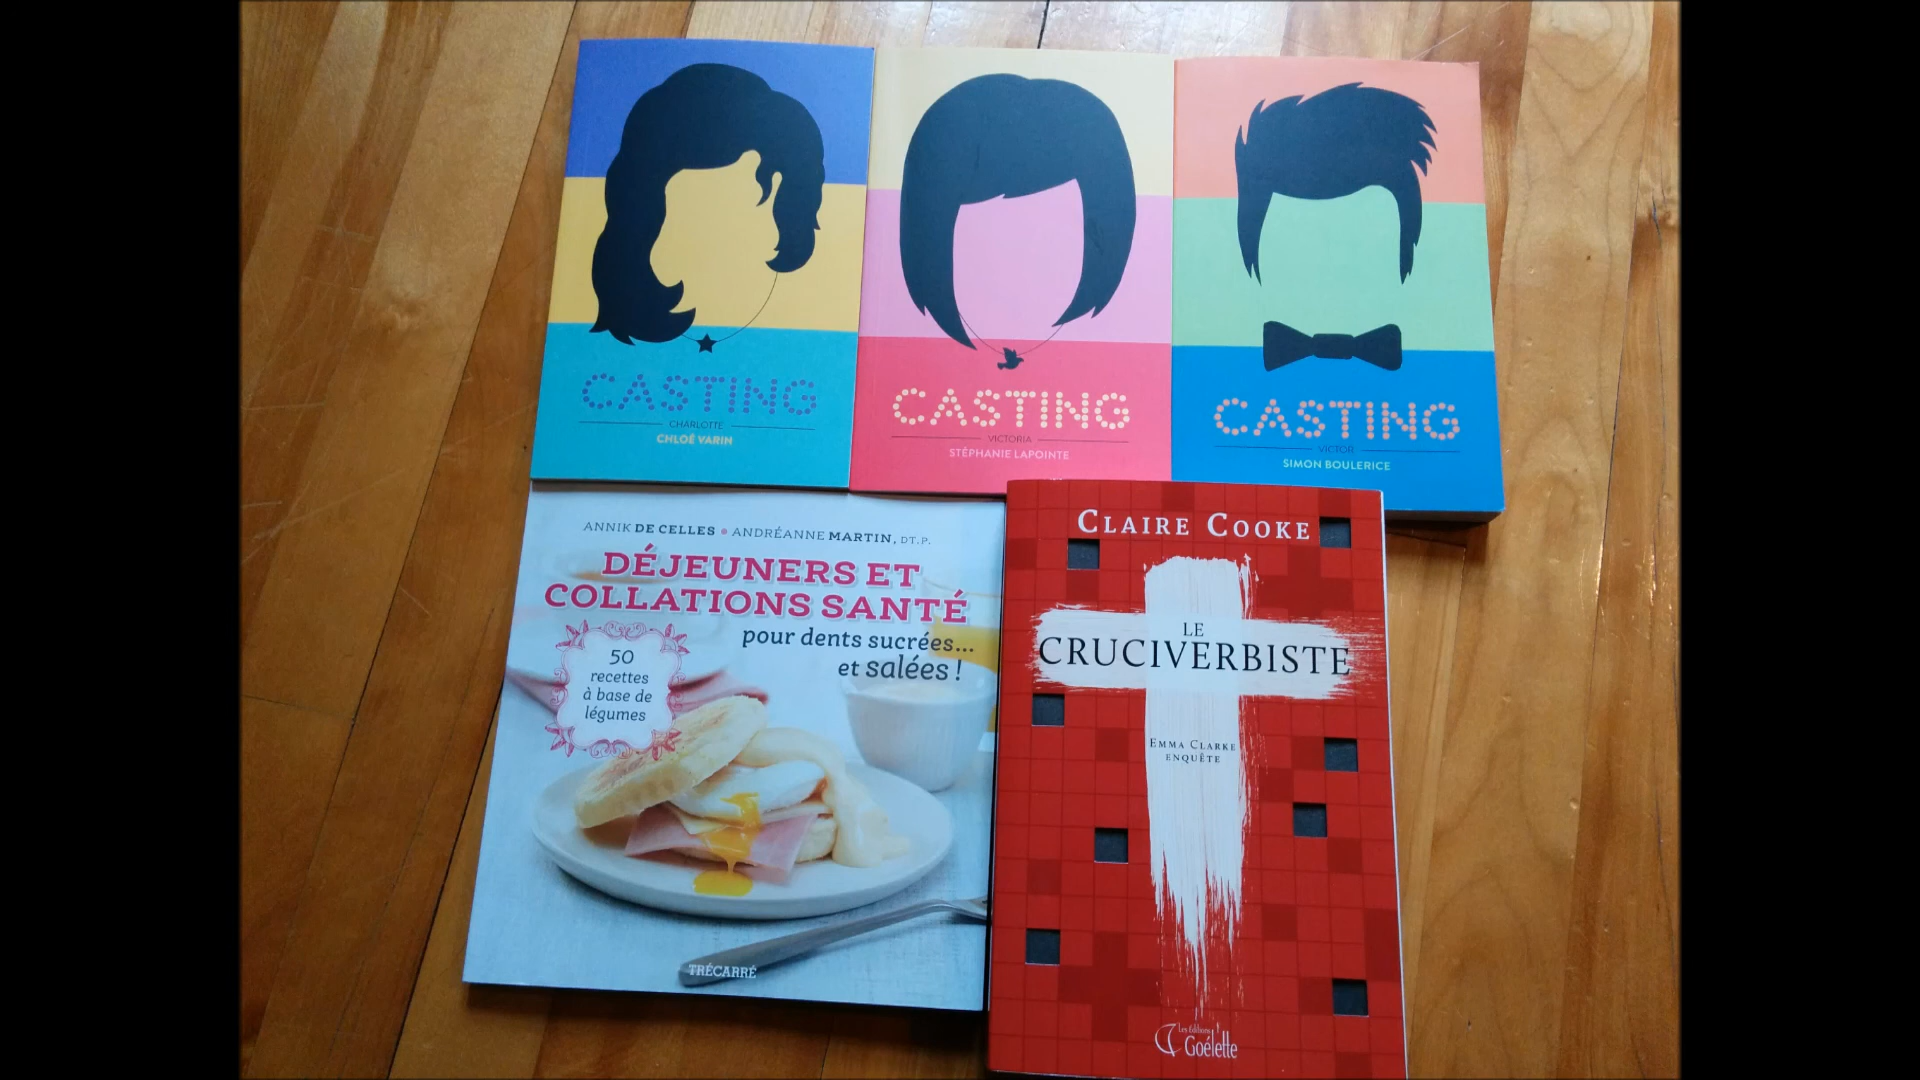 CASTING
CHARLOTTE
CHLOÉ VARIN
CASTING
VICTORIA
STÉPHANIE LAPOINTE
CASTING
VICTOR
SIMON BOULERICE
ANNIK DE CELLES • ANDRÉANNE MARTIN, DT.P.
DÉJEUNERS ET
COLLATIONS SANTÉ
pour dents sucrées...
et salées !
50
recettes
à base de
légumes
TRÉCARRÉ
CLAIRE COOKE
LE
CRUCIVERBISTE
EMMA CLARKE
ENQUÊTE
Les Éditions
Goélette